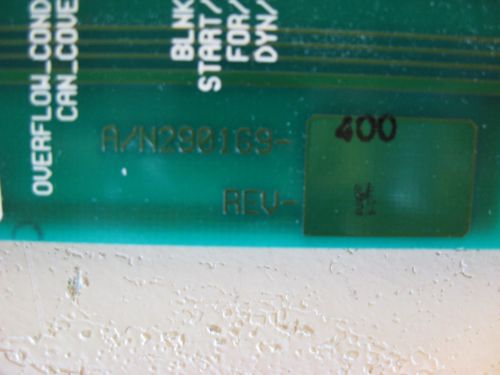 OVERFLOW_COND
CAN_COVE
BLNK
START/
FOR/
DYN/
A/N290169-
400
REV-